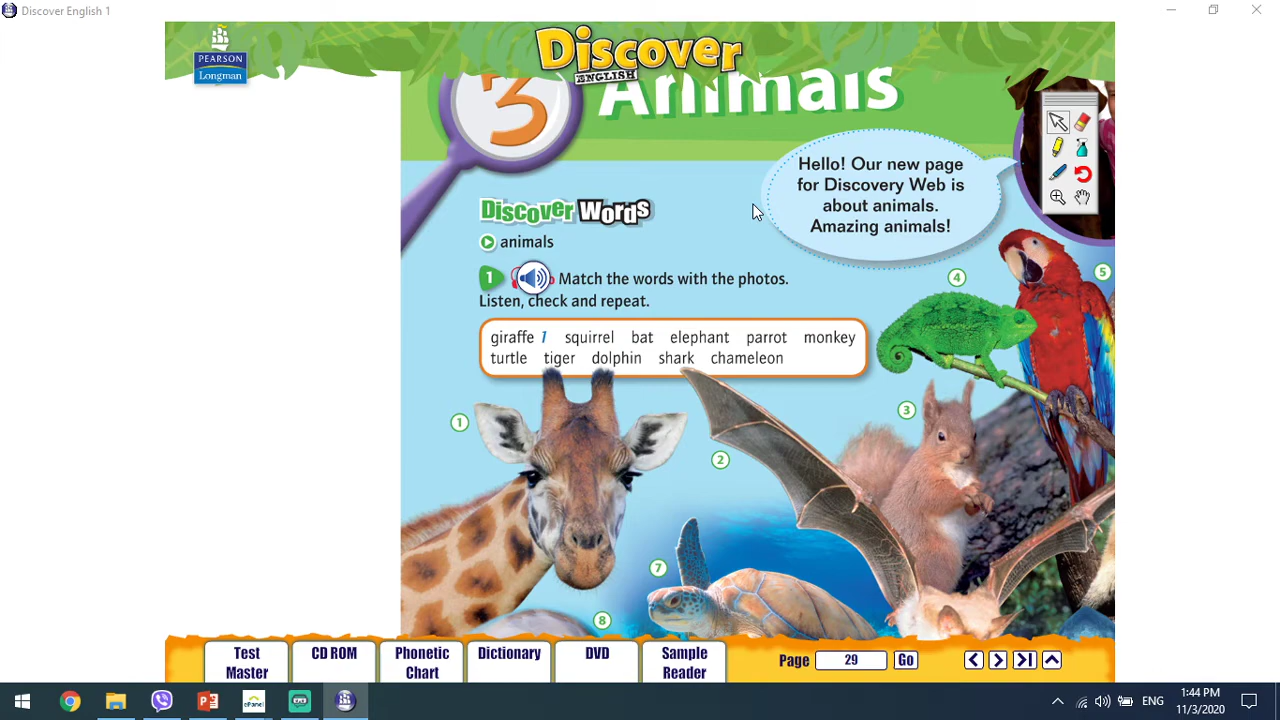 Discover English 1
PEARSON
Longman
Discover
ENGLISH
3 Animals
Hello! Our new page
for Discovery Web is
about animals.
Amazing animals!
Discover Words
animals
1 Match the words with the photos.
Listen, check and repeat.
giraffe 1 squirrel bat elephant parrot monkey
turtle tiger dolphin shark chameleon
4
5
3
1
2
7
8
Test
Master
CD ROM
Phonetic
Chart
Dictionary
DVD
Sample
Reader
Page 29 Go
cPanel
ENG
1:44 PM
11/3/2020